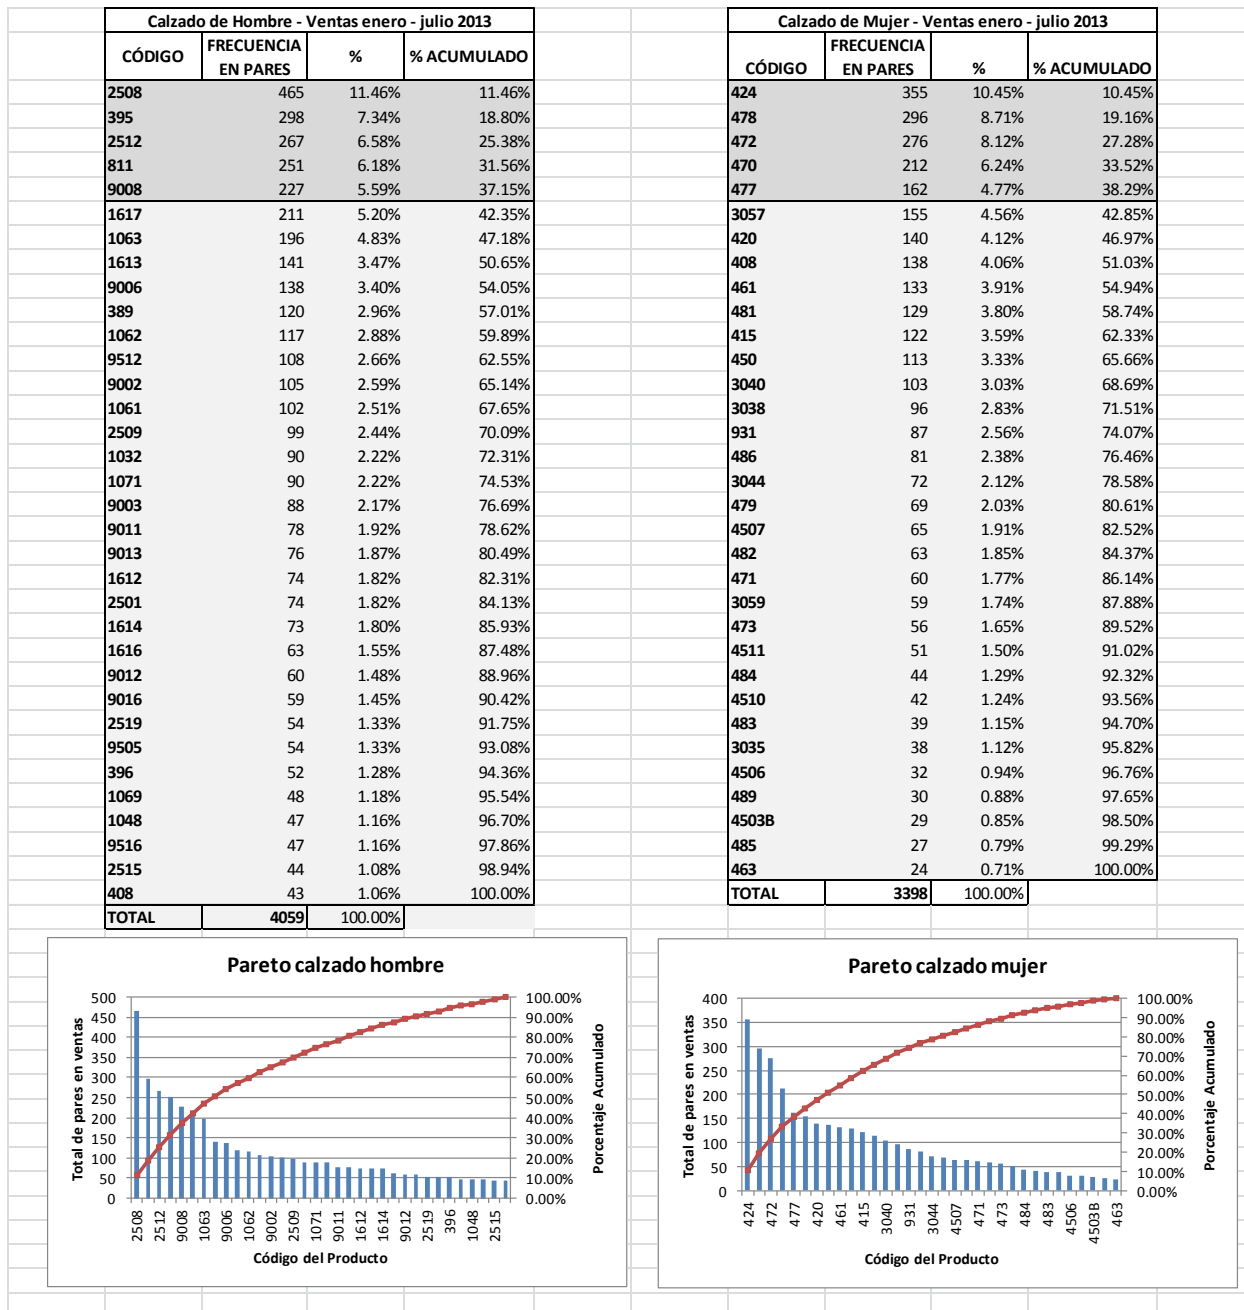 Calzado de Hombre - Ventas enero - julio 2013
CÓDIGO FRECUENCIA EN PARES % % ACUMULADO
2508 465 11.46% 11.46%
395 298 7.34% 18.80%
2512 267 6.58% 25.38%
811 251 6.18% 31.56%
9008 227 5.59% 37.15%
1617 211 5.20% 42.35%
1063 196 4.83% 47.18%
1613 141 3.47% 50.65%
9006 138 3.40% 54.05%
389 120 2.96% 57.01%
1062 117 2.88% 59.89%
9512 108 2.66% 62.55%
9002 105 2.59% 65.14%
1061 102 2.51% 67.65%
2509 99 2.44% 70.09%
1032 90 2.22% 72.31%
1071 90 2.22% 74.53%
9003 88 2.17% 76.69%
9011 78 1.92% 78.62%
9013 76 1.87% 80.49%
1612 74 1.82% 82.31%
2501 74 1.82% 84.13%
1614 73 1.80% 85.93%
1616 63 1.55% 87.48%
9012 60 1.48% 88.96%
9016 59 1.45% 90.42%
2519 54 1.33% 91.75%
9505 54 1.33% 93.08%
396 52 1.28% 94.36%
1069 48 1.18% 95.54%
1048 47 1.16% 96.70%
9516 47 1.16% 97.86%
2515 44 1.08% 98.94%
408 43 1.06% 100.00%
TOTAL 4059 100.00%
Calzado de Mujer - Ventas enero - julio 2013
CÓDIGO FRECUENCIA EN PARES % % ACUMULADO
424 355 10.45% 10.45%
478 296 8.71% 19.16%
472 276 8.12% 27.28%
470 212 6.24% 33.52%
477 162 4.77% 38.29%
3057 155 4.56% 42.85%
420 140 4.12% 46.97%
408 138 4.06% 51.03%
461 133 3.91% 54.94%
481 129 3.80% 58.74%
415 122 3.59% 62.33%
450 113 3.33% 65.66%
3040 103 3.03% 68.69%
3038 96 2.83% 71.51%
931 87 2.56% 74.07%
486 81 2.38% 76.46%
3044 72 2.12% 78.58%
479 69 2.03% 80.61%
4507 65 1.91% 82.52%
482 63 1.85% 84.37%
471 60 1.77% 86.14%
3059 59 1.74% 87.88%
473 56 1.65% 89.52%
4511 51 1.50% 91.02%
484 44 1.29% 92.32%
4510 42 1.24% 93.56%
483 39 1.15% 94.70%
3035 38 1.12% 95.82%
4506 32 0.94% 96.76%
489 30 0.88% 97.65%
4503B 29 0.85% 98.50%
485 27 0.79% 99.29%
463 24 0.71% 100.00%
TOTAL 3398 100.00%
Pareto calzado hombre
Total de pares en ventas
500
450
400
350
300
250
200
150
100
50
0
100.00%
90.00%
80.00%
70.00%
60.00%
50.00%
40.00%
30.00%
20.00%
10.00%
0.00%
Porcentaje Acumulado
2508 2512 9008 1063 9006 1062 9002 2509 1071 9011 1612 1614 9012 2519 396 1048 2515
Código del Producto
Pareto calzado mujer
Total de pares en ventas
400
350
300
250
200
150
100
50
0
100.00%
90.00%
80.00%
70.00%
60.00%
50.00%
40.00%
30.00%
20.00%
10.00%
0.00%
Porcentaje Acumulado
424 472 477 420 461 415 3040 931 3044 4507 471 473 484 483 4506 4503B 463
Código del Producto